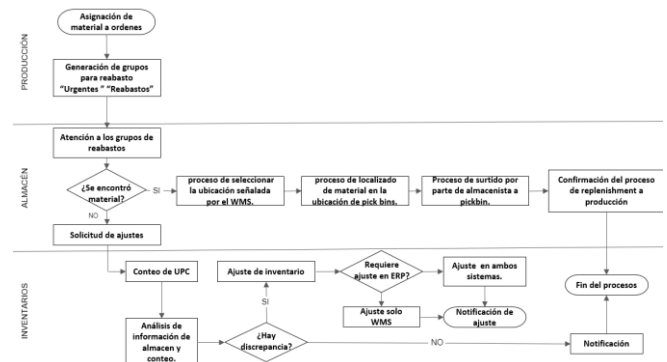 PRODUCCIÓN
Asignación de
material a ordenes
Generación de grupos
para reabasto
“Urgentes ” “Reabastos”
ALMACÉN
Atención a los grupos de
reabastos
¿Se encontró
material?
SI
proceso de seleccionar
la ubicación señalada
por el WMS.
proceso de localizado
de material en la
ubicación de pick bins.
Proceso de surtido por
parte de almacenista a
pickbin.
Confirmación del proceso
de replenishment a
producción
NO
Solicitud de ajustes
INVENTARIOS
Conteo de UPC
Ajuste de inventario
Requiere
ajuste en ERP?
Ajuste en ambos
sistemas.
Fin del procesos
Ajuste solo
WMS
Notificación de
ajuste
SI
Análisis de
información de
almacen y
conteo.
¿Hay
discrepancia?
NO
Notificación